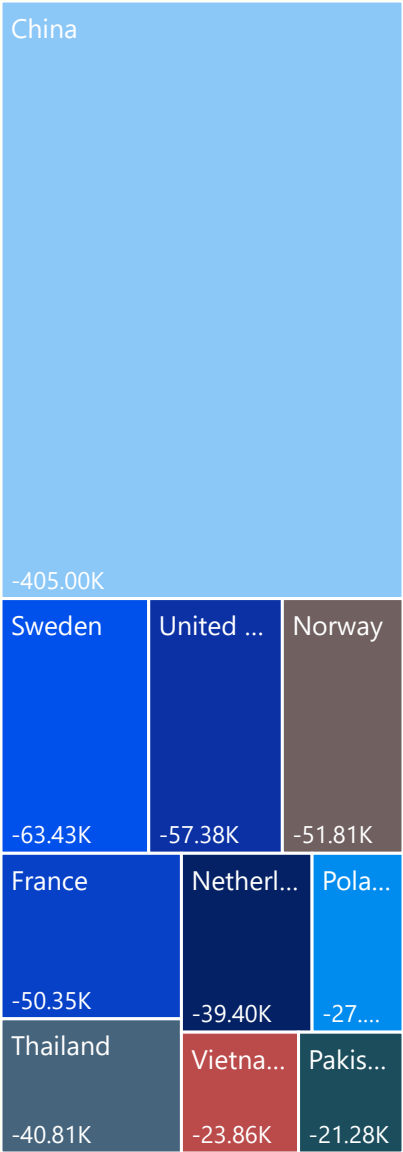 China
-405.00K
Sweden
-63.43K
United ...
-57.38K
Norway
-51.81K
France
-50.35K
Netherl...
-39.40K
Pola...
-27....
Thailand
-40.81K
Vietna...
-23.86K
Pakis...
-21.28K